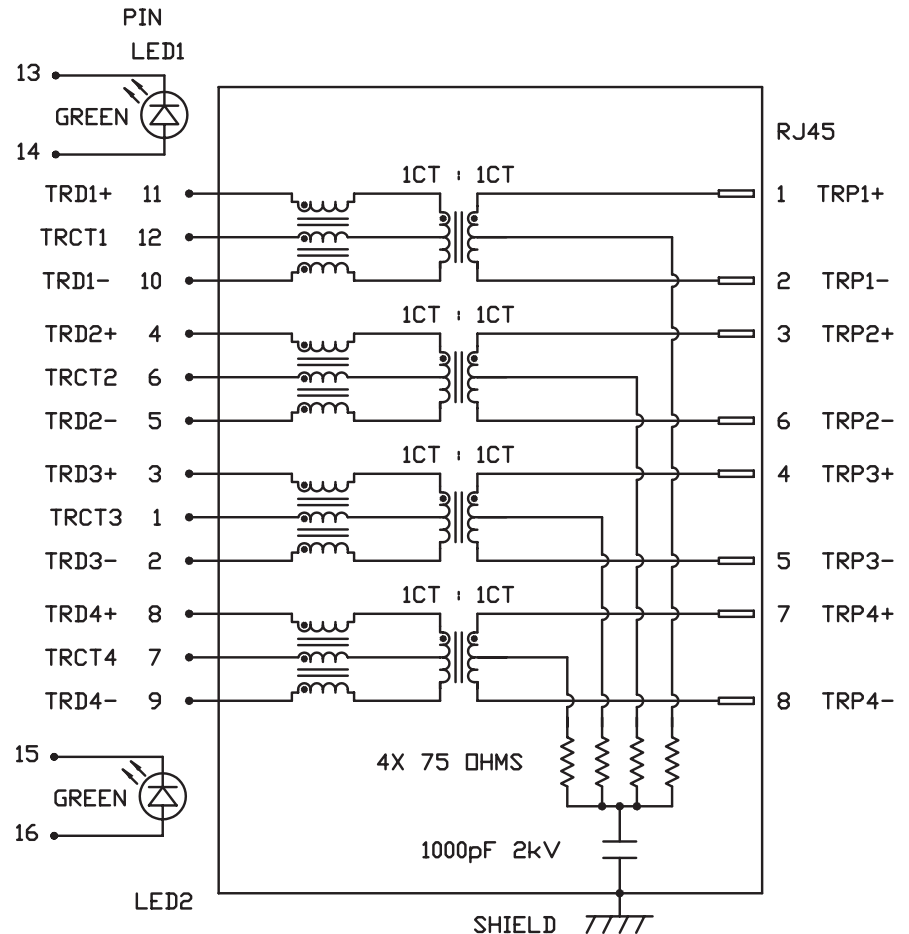 PIN
LED1
13
GREEN
14
RJ45
1CT : 1CT
TRD1+ 11 1 TRP1+
TRCT1 12
TRD1- 10 2 TRP1-
1CT : 1CT
TRD2+ 4 3 TRP2+
TRCT2 6
TRD2- 5 6 TRP2-
1CT : 1CT
TRD3+ 3 4 TRP3+
TRCT3 1
TRD3- 2 5 TRP3-
1CT : 1CT
TRD4+ 8 7 TRP4+
TRCT4 7
TRD4- 9 8 TRP4-
15
GREEN
16
4X 75 OHMS
1000pF 2kV
LED2
SHIELD